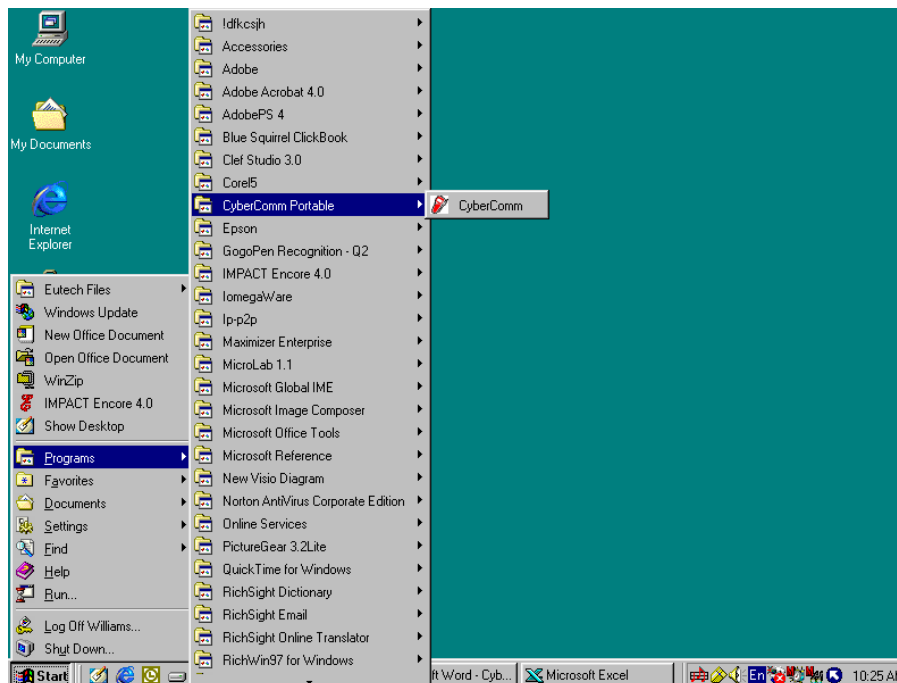 My Computer
My Documents
Internet
Explorer
Eutech Files
Windows Update
New Office Document
Open Office Document
WinZip
IMPACT Encore 4.0
Show Desktop
Programs
Favorites
Documents
Settings
Find
Help
Run...
Log Off Williams...
Shut Down...
!dfkcsjh
Accessories
Adobe
Adobe Acrobat 4.0
AdobePS 4
Blue Squirrel ClickBook
Clef Studio 3.0
Corel5
CyberComm Portable
Epson
GogoPen Recognition - Q2
IMPACT Encore 4.0
IomegaWare
Ip-p2p
Maximizer Enterprise
MicroLab 1.1
Microsoft Global IME
Microsoft Image Composer
Microsoft Office Tools
Microsoft Reference
New Visio Diagram
Norton AntiVirus Corporate Edition
Online Services
PictureGear 3.2Lite
QuickTime for Windows
RichSight Dictionary
RichSight Email
RichSight Online Translator
RichWin97 for Windows
CyberComm
Start
ft Word - Cyb...
Microsoft Excel
En
10:25 A